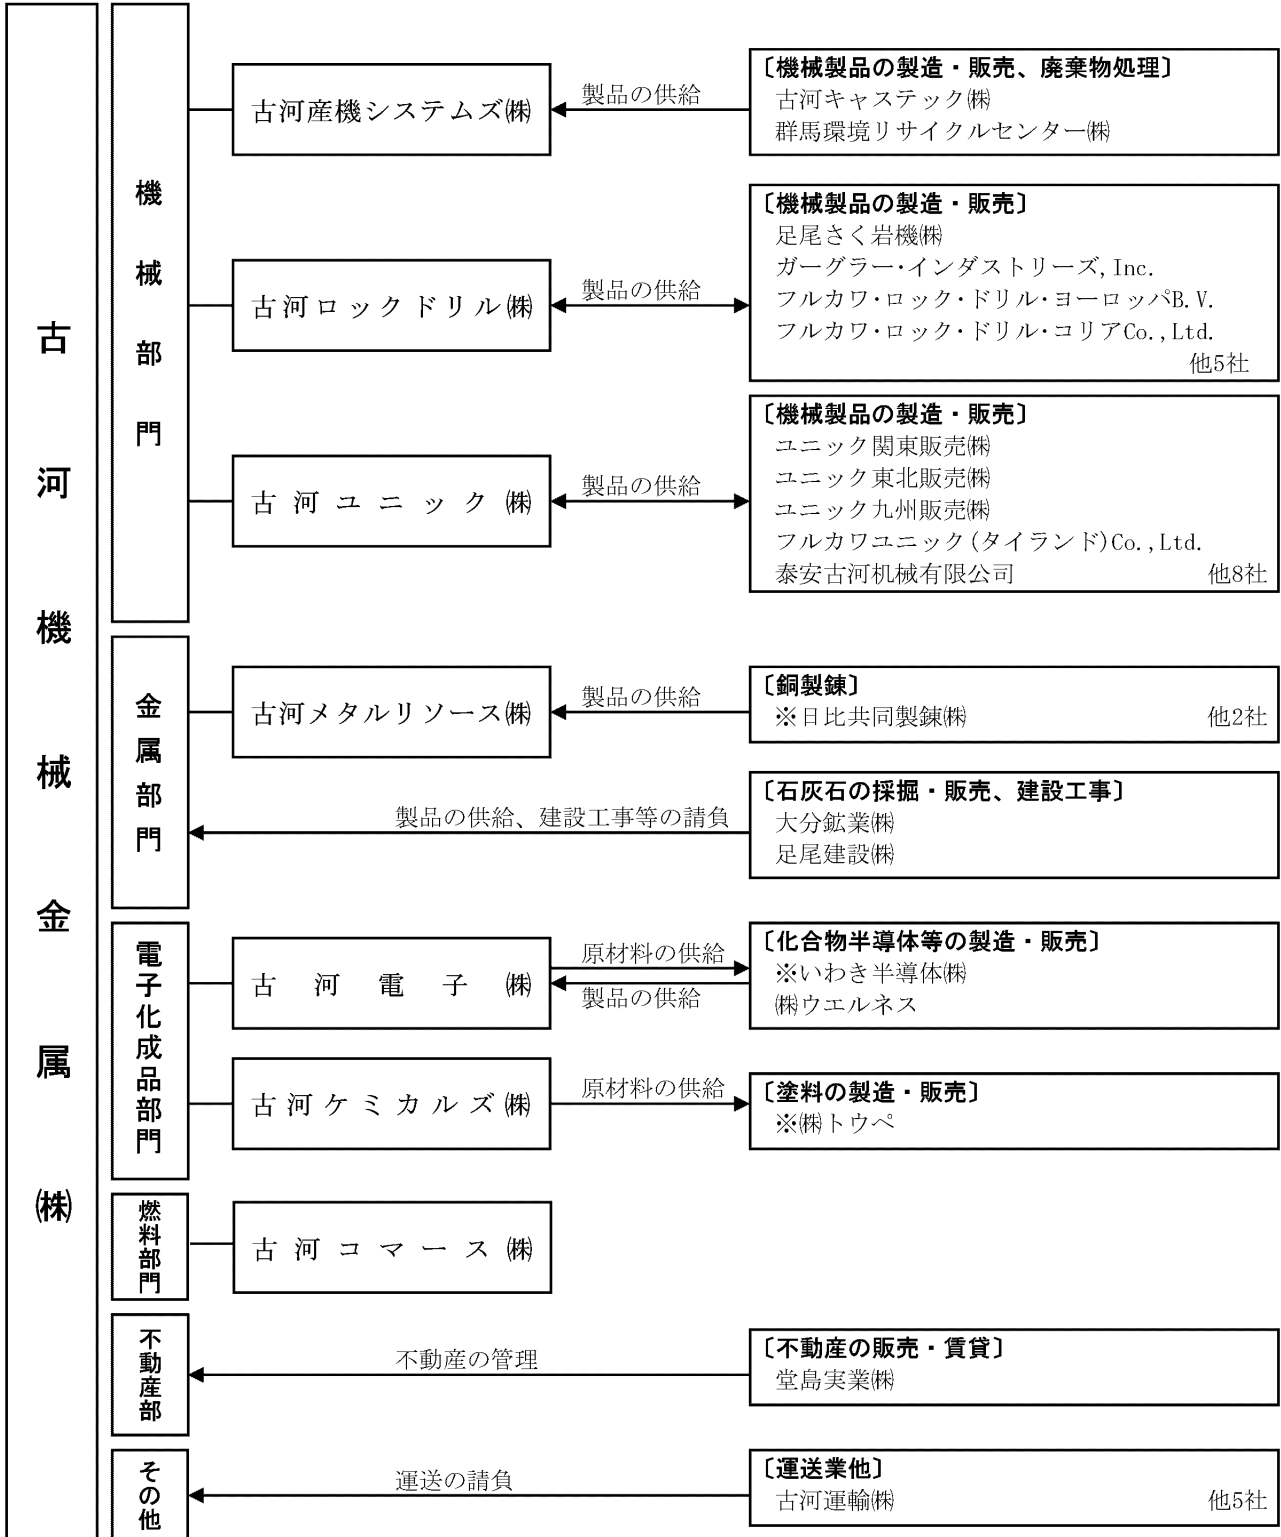 古河機械金属㈱
機械部門
古河産機システムズ㈱
製品の供給
〔機械製品の製造・販売、廃棄物処理〕
古河キャステック㈱
群馬環境リサイクルセンター㈱
古河ロックドリル㈱
製品の供給
〔機械製品の製造・販売〕
足尾さく岩機㈱
ガーグラー・インダストリーズ,Inc.
フルカワ・ロック・ドリル・ヨーロッパB.V.
フルカワ・ロック・ドリル・コリアCo.,Ltd.
他5社
古河ユニック㈱
製品の供給
〔機械製品の製造・販売〕
ユニック関東販売㈱
ユニック東北販売㈱
ユニック九州販売㈱
フルカワユニック(タイランド)Co.,Ltd.
泰安古河机械有限公司 他8社
金属部門
古河メタルリソース㈱
製品の供給
〔銅製錬〕
※日比共同製錬㈱ 他2社
製品の供給、建設工事等の請負
〔石灰石の採掘・販売、建設工事〕
大分鉱業㈱
足尾建設㈱
電子化成品部門
古河電子㈱
原材料の供給
製品の供給
〔化合物半導体等の製造・販売〕
※いわき半導体㈱
㈱ウエルネス
古河ケミカルズ㈱
原材料の供給
〔塗料の製造・販売〕
※㈱トウペ
燃料部門
古河コマース㈱
不動産部
不動産の管理
〔不動産の販売・賃貸〕
堂島実業㈱
その他
運送の請負
〔運送業他〕
古河運輸㈱ 他5社